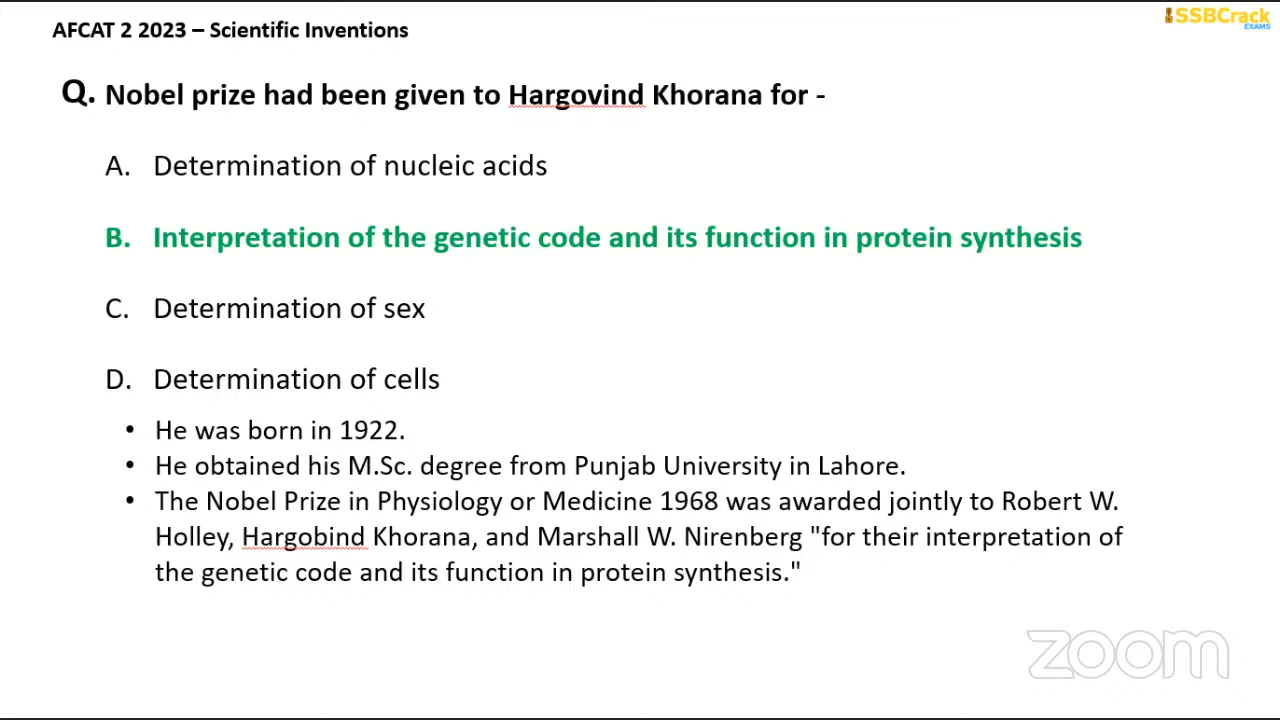 AFCAT 2 2023 – Scientific Inventions
SSBCrack
EXAMS
Q. Nobel prize had been given to Hargovind Khorana for -
A. Determination of nucleic acids
B. Interpretation of the genetic code and its function in protein synthesis
C. Determination of sex
D. Determination of cells
• He was born in 1922.
• He obtained his M.Sc. degree from Punjab University in Lahore.
• The Nobel Prize in Physiology or Medicine 1968 was awarded jointly to Robert W.
Holley, Hargobind Khorana, and Marshall W. Nirenberg "for their interpretation of
the genetic code and its function in protein synthesis."
zoom